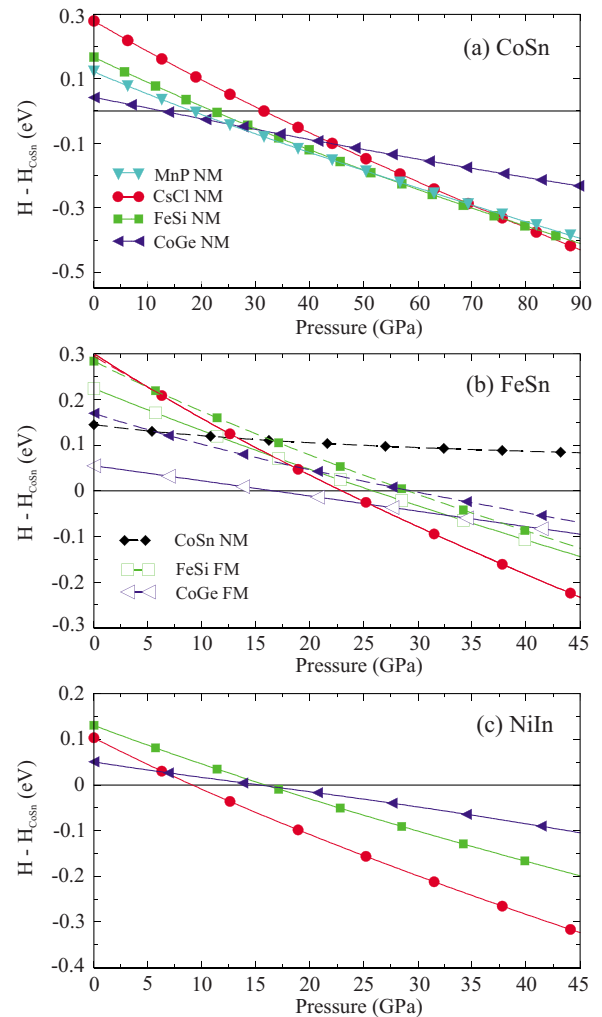 (a) CoSn
H - H_CoSn (eV)
0.3
0.1
-0.1
-0.3
-0.5
MnP NM
CsCl NM
FeSi NM
CoGe NM
0 10 20 30 40 50 60 70 80 90
Pressure (GPa)
(b) FeSn
H - H_CoSn (eV)
0.3
0.2
0.1
0
-0.1
-0.2
-0.3
CoSn NM
FeSi FM
CoGe FM
0 5 10 15 20 25 30 35 40 45
Pressure (GPa)
(c) NiIn
H - H_CoSn (eV)
0.2
0.1
0
-0.1
-0.2
-0.3
-0.4
0 5 10 15 20 25 30 35 40 45
Pressure (GPa)